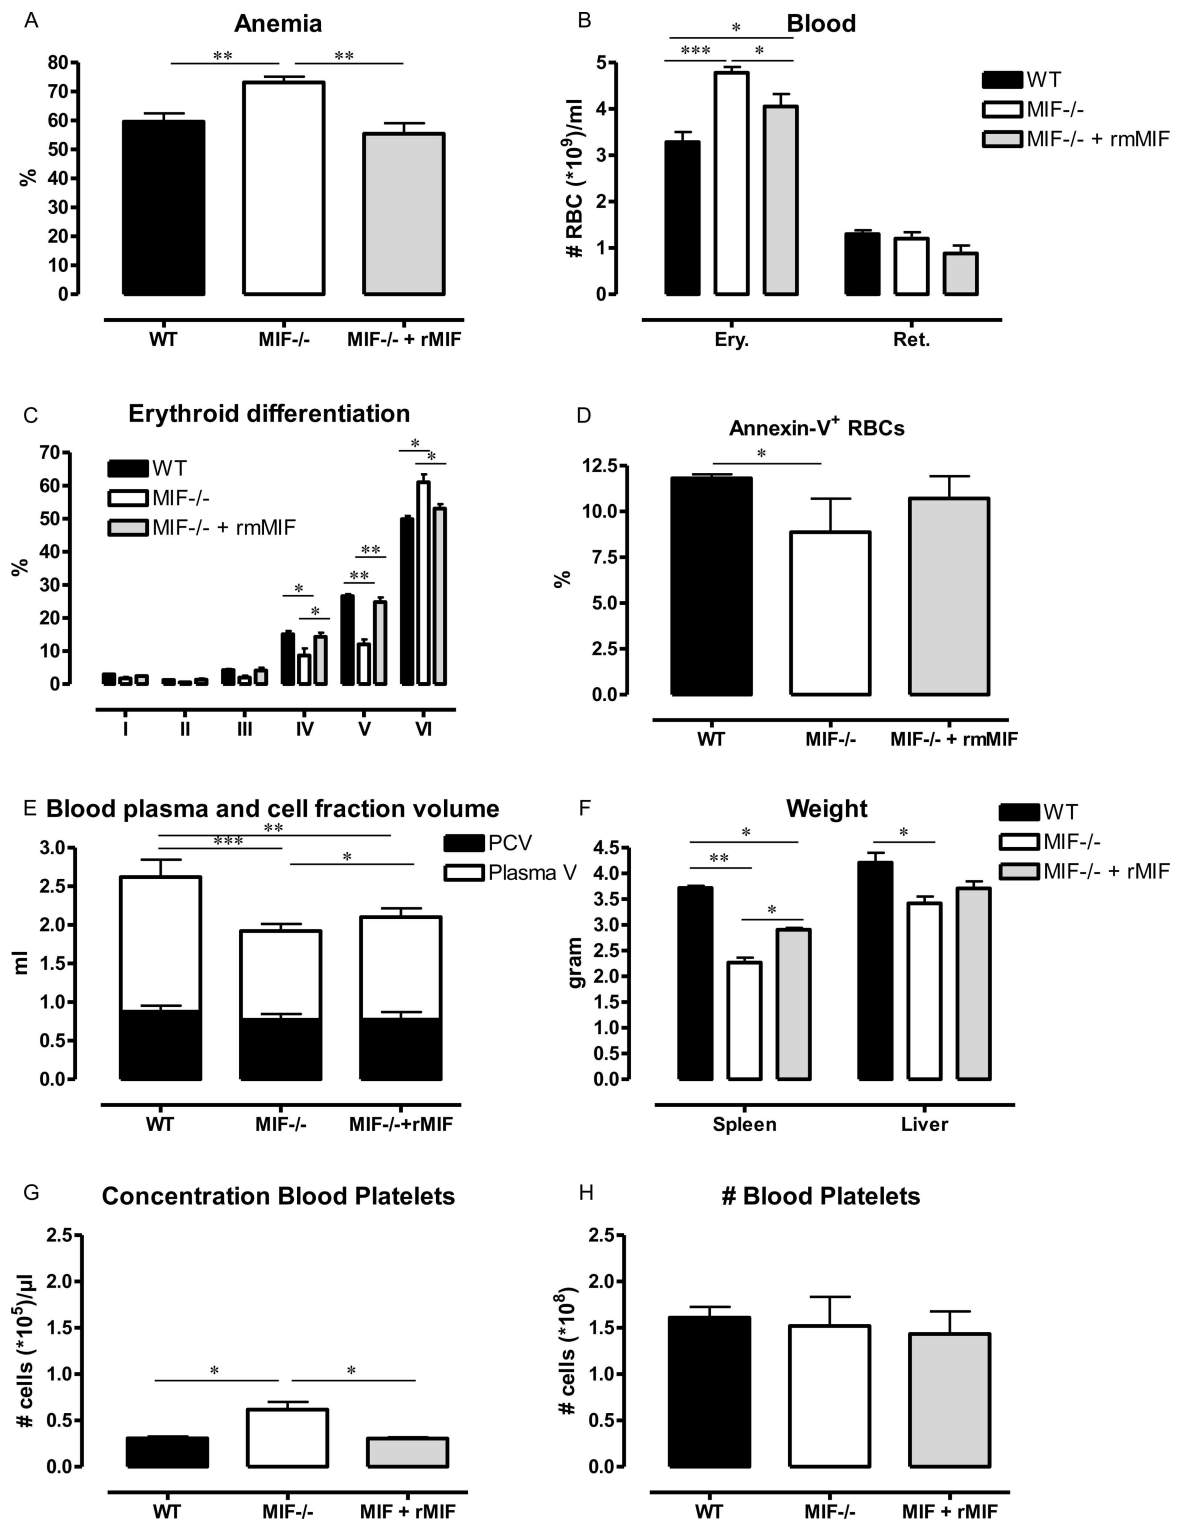 A
Anemia
** **
80
70
60
50
40
30
20
10
0
%
WT MIF-/- MIF-/- + rMIF
B
Blood
*
*** *
5
4
3
2
1
0
# RBC (*10⁹)/ml
WT
MIF-/-
MIF-/- + rmMIF
Ery. Ret.
C
Erythroid differentiation
70
60
50
40
30
20
10
0
%
WT
MIF-/-
MIF-/- + rmMIF
*
*
**
**
*
*
I II III IV V VI
D
Annexin-V⁺ RBCs
*
12.5
10.0
7.5
5.0
2.5
0.0
%
WT MIF-/- MIF-/- + rmMIF
E
Blood plasma and cell fraction volume
**
***
*
3.0
2.5
2.0
1.5
1.0
0.5
0.0
ml
PCV
Plasma V
WT MIF-/- MIF-/-+rMIF
F
Weight
*
**
*
*
4.5
4.0
3.5
3.0
2.5
2.0
1.5
1.0
0.5
0.0
gram
WT
MIF-/-
MIF-/- + rMIF
Spleen Liver
G
Concentration Blood Platelets
2.5
2.0
1.5
1.0
0.5
0.0
# cells (*10⁵)/µl
* *
WT MIF-/- MIF + rMIF
H
# Blood Platelets
2.5
2.0
1.5
1.0
0.5
0.0
# cells (*10⁸)
WT MIF-/- MIF + rMIF